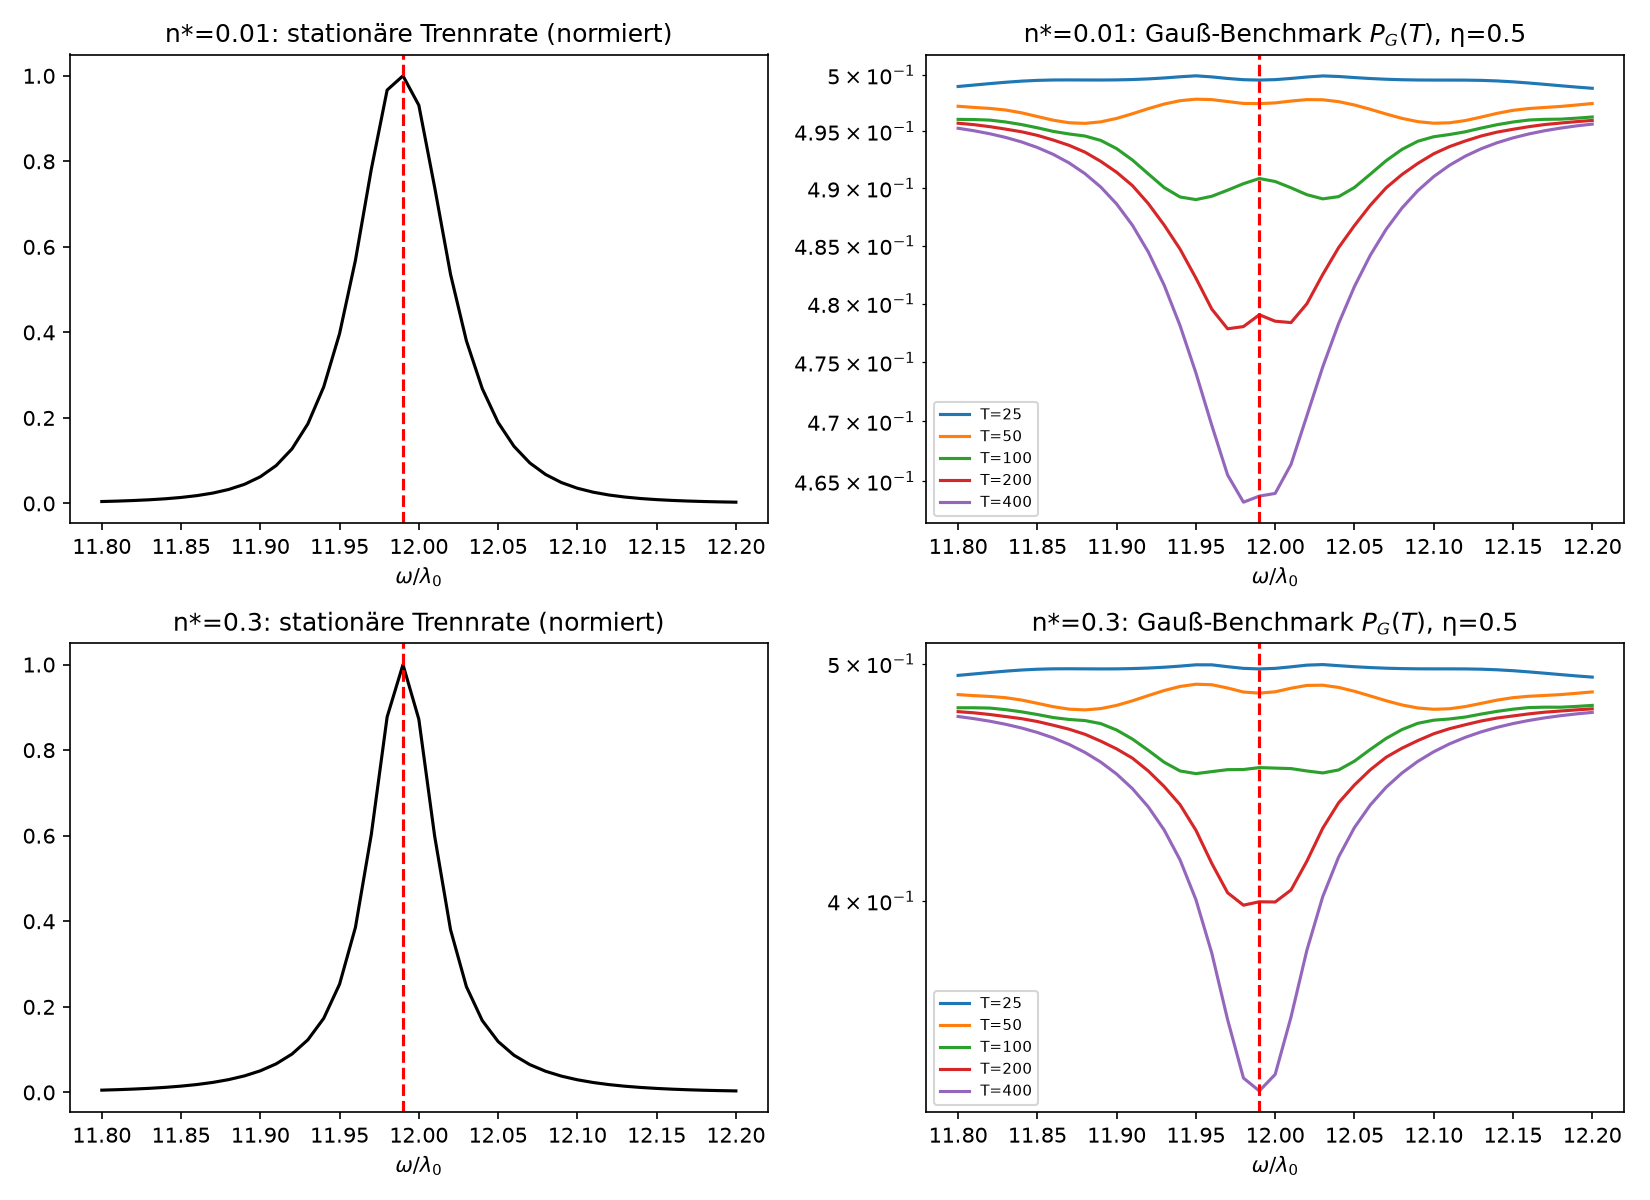 n*=0.01: stationäre Trennrate (normiert)
1.0
0.8
0.6
0.4
0.2
0.0
11.80 11.85 11.90 11.95 12.00 12.05 12.10 12.15 12.20
ω/λ₀
n*=0.01: Gauß-Benchmark P_G(T), η=0.5
5 × 10⁻¹
4.95 × 10⁻¹
4.9 × 10⁻¹
4.85 × 10⁻¹
4.8 × 10⁻¹
4.75 × 10⁻¹
4.7 × 10⁻¹
4.65 × 10⁻¹
T=25
T=50
T=100
T=200
T=400
11.80 11.85 11.90 11.95 12.00 12.05 12.10 12.15 12.20
ω/λ₀
n*=0.3: stationäre Trennrate (normiert)
1.0
0.8
0.6
0.4
0.2
0.0
11.80 11.85 11.90 11.95 12.00 12.05 12.10 12.15 12.20
ω/λ₀
n*=0.3: Gauß-Benchmark P_G(T), η=0.5
5 × 10⁻¹
4 × 10⁻¹
T=25
T=50
T=100
T=200
T=400
11.80 11.85 11.90 11.95 12.00 12.05 12.10 12.15 12.20
ω/λ₀